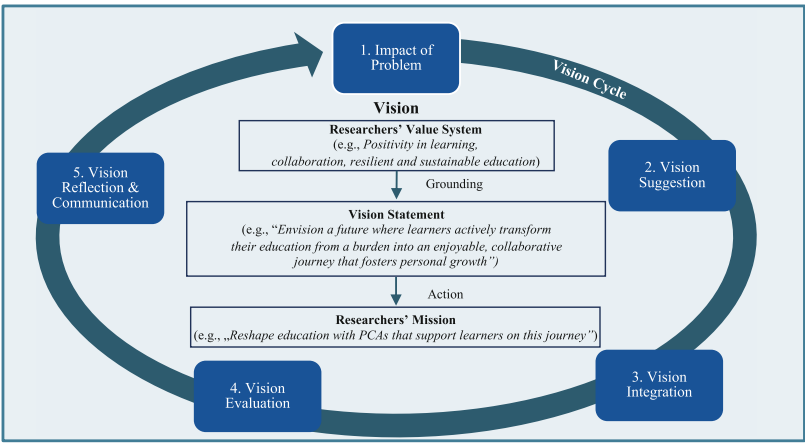 1. Impact of
Problem
Vision Cycle
2. Vision
Suggestion
3. Vision
Integration
4. Vision
Evaluation
5. Vision
Reflection &
Communication
Vision
Researchers’ Value System
(e.g., Positivity in learning,
collaboration, resilient and sustainable education)
Grounding
Vision Statement
(e.g., “Envision a future where learners actively transform
their education from a burden into an enjoyable, collaborative
journey that fosters personal growth”)
Action
Researchers’ Mission
(e.g., „Reshape education with PCAs that support learners on this journey”)